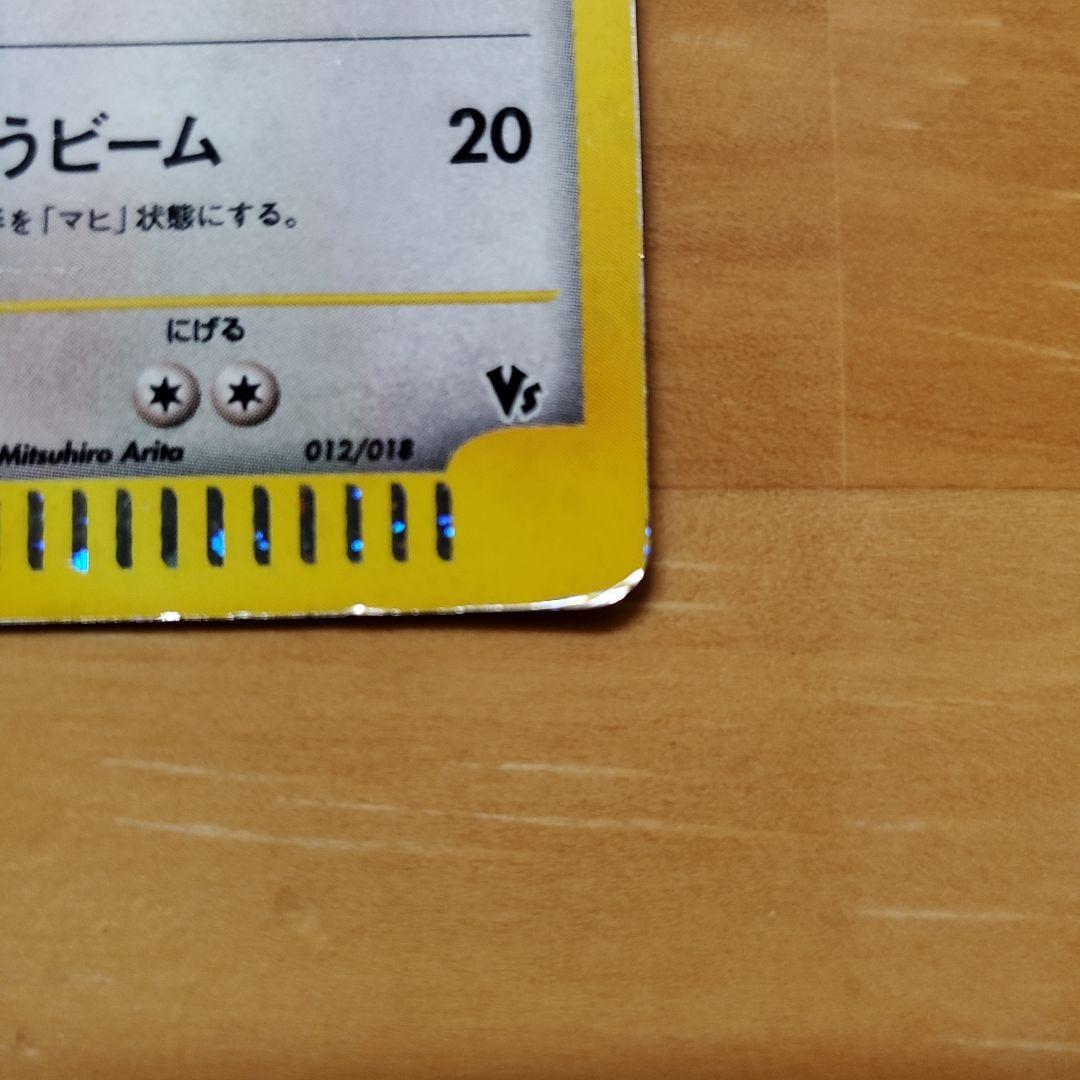 うビーム 20
を「マヒ」状態にする。
にげる
Vs
Mitsuhiro Arita 012/018